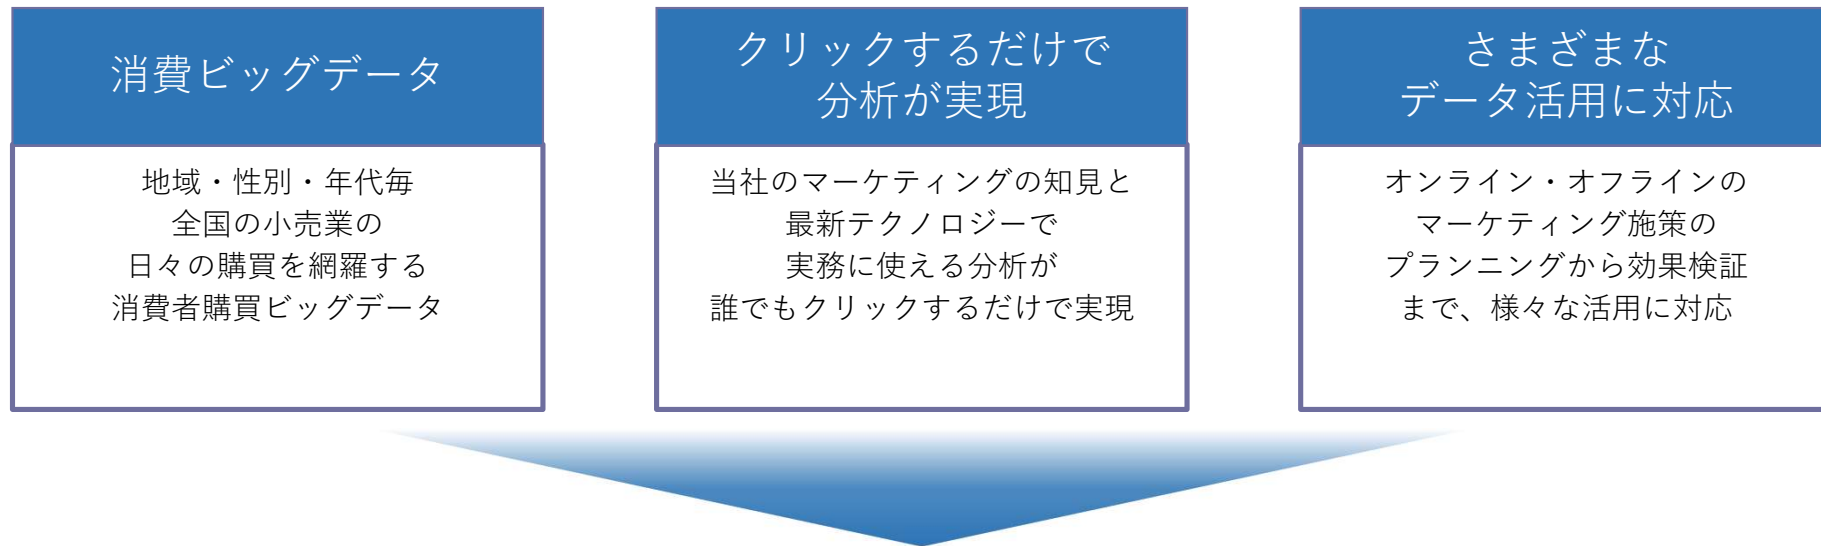 消費ビッグデータ
地域・性別・年代毎
全国の小売業の
日々の購買を網羅する
消費者購買ビッグデータ
クリックするだけで
分析が実現
当社のマーケティングの知見と
最新テクノロジーで
実務に使える分析が
誰でもクリックするだけで実現
さまざまな
データ活用に対応
オンライン・オフラインの
マーケティング施策の
プランニングから効果検証
まで、様々な活用に対応